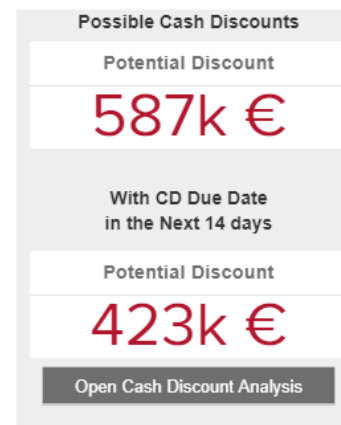 Possible Cash Discounts
Potential Discount
587k €
With CD Due Date
in the Next 14 days
Potential Discount
423k €
Open Cash Discount Analysis